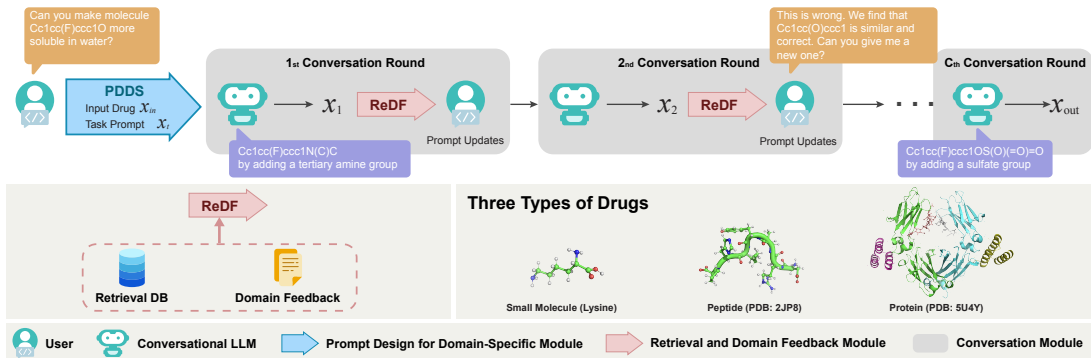 Can you make molecule
Cc1cc(F)ccc1O more
soluble in water?
This is wrong. We find that
Cc1cc(O)ccc1 is similar and
correct. Can you give me a
new one?
1st Conversation Round
2nd Conversation Round
Cth Conversation Round
PDDS
Input Drug xin
Task Prompt xt
x1
ReDF
Prompt Updates
x2
ReDF
Prompt Updates
xout
Cc1cc(F)ccc1N(C)C
by adding a tertiary amine group
Cc1cc(F)ccc1OS(O)(=O)=O
by adding a sulfate group
ReDF
Retrieval DB
Domain Feedback
Three Types of Drugs
Small Molecule (Lysine)
Peptide (PDB: 2JP8)
Protein (PDB: 5U4Y)
User
Conversational LLM
Prompt Design for Domain-Specific Module
Retrieval and Domain Feedback Module
Conversation Module